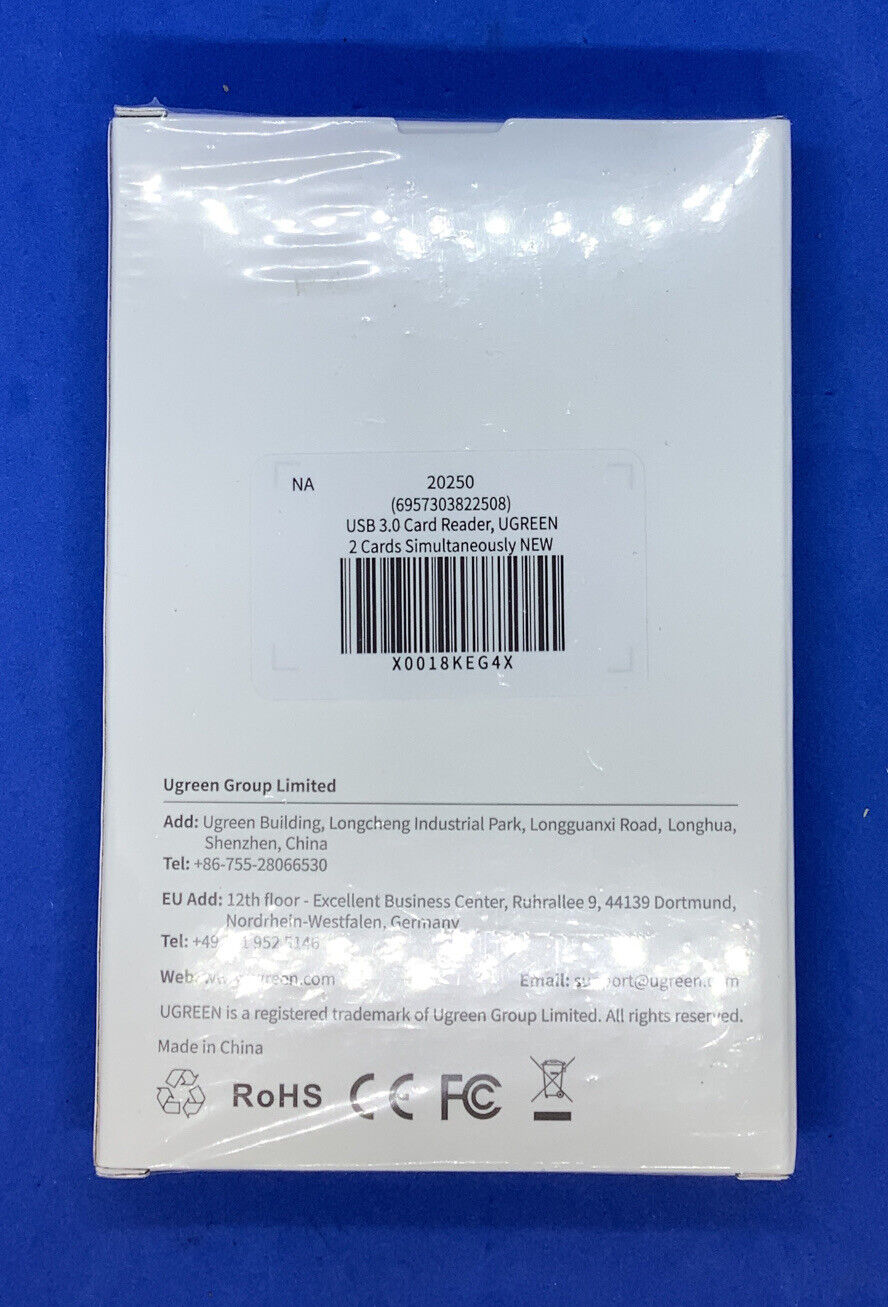 NA
20250
(6957303822508)
USB 3.0 Card Reader, UGREEN
2 Cards Simultaneously NEW
X0018KEG4X
Ugreen Group Limited
Add: Ugreen Building, Longcheng Industrial Park, Longguanxi Road, Longhua,
Shenzhen, China
Tel: +86-755-28066530
EU Add: 12th floor - Excellent Business Center, Ruhrallee 9, 44139 Dortmund,
Nordrhein-Westfalen, Germany
Tel: +49 952 5146
Web:
Email:
UGREEN is a registered trademark of Ugreen Group Limited. All rights reserved.
Made in China
RoHS CE FC